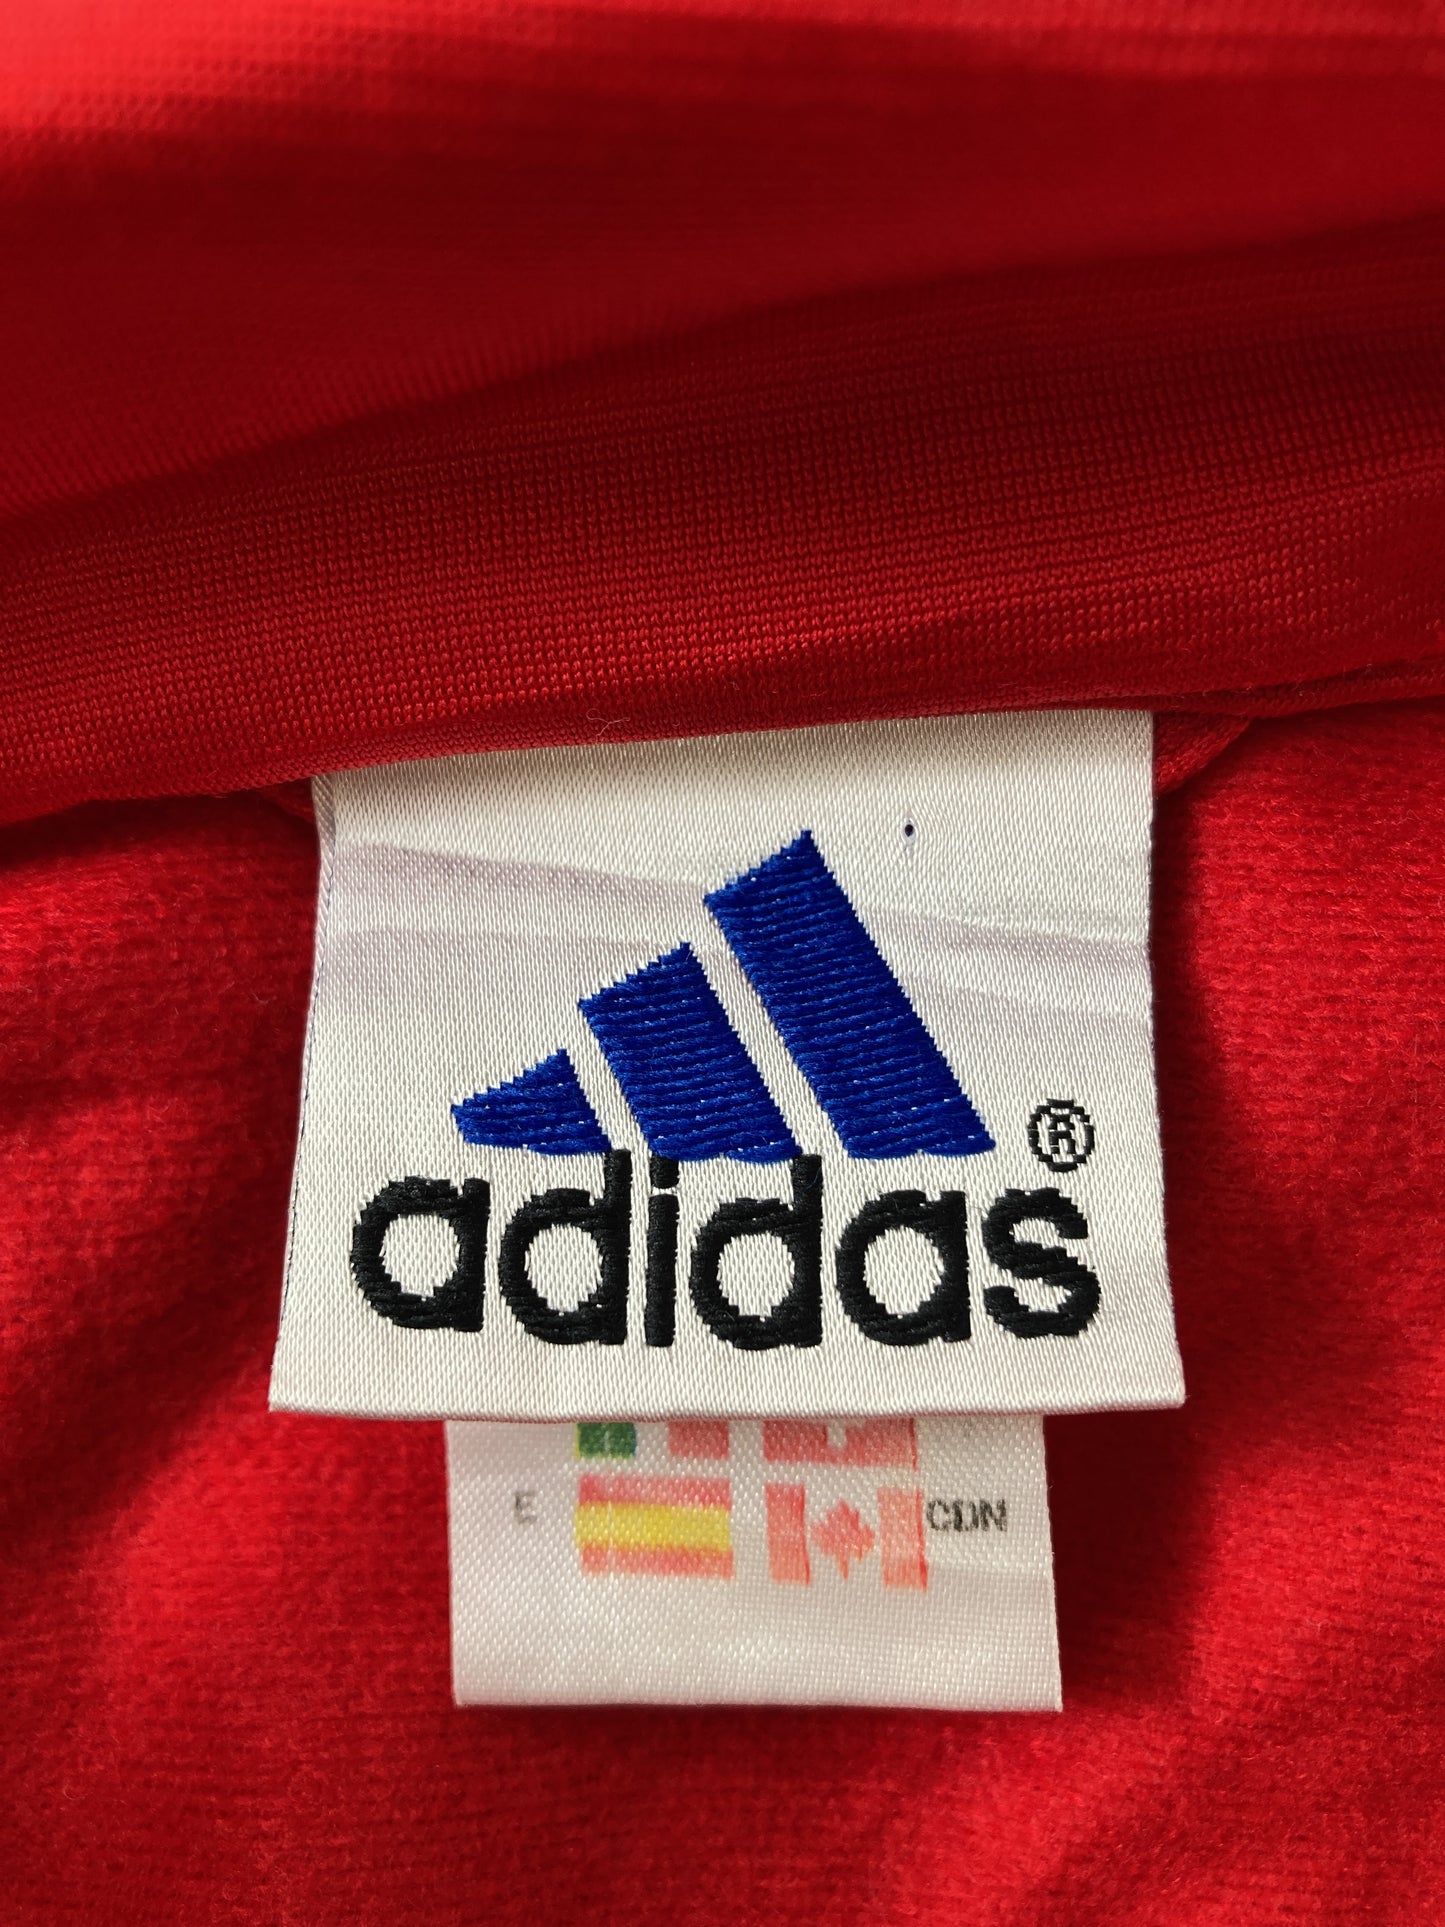 ®
adidas
E CDN